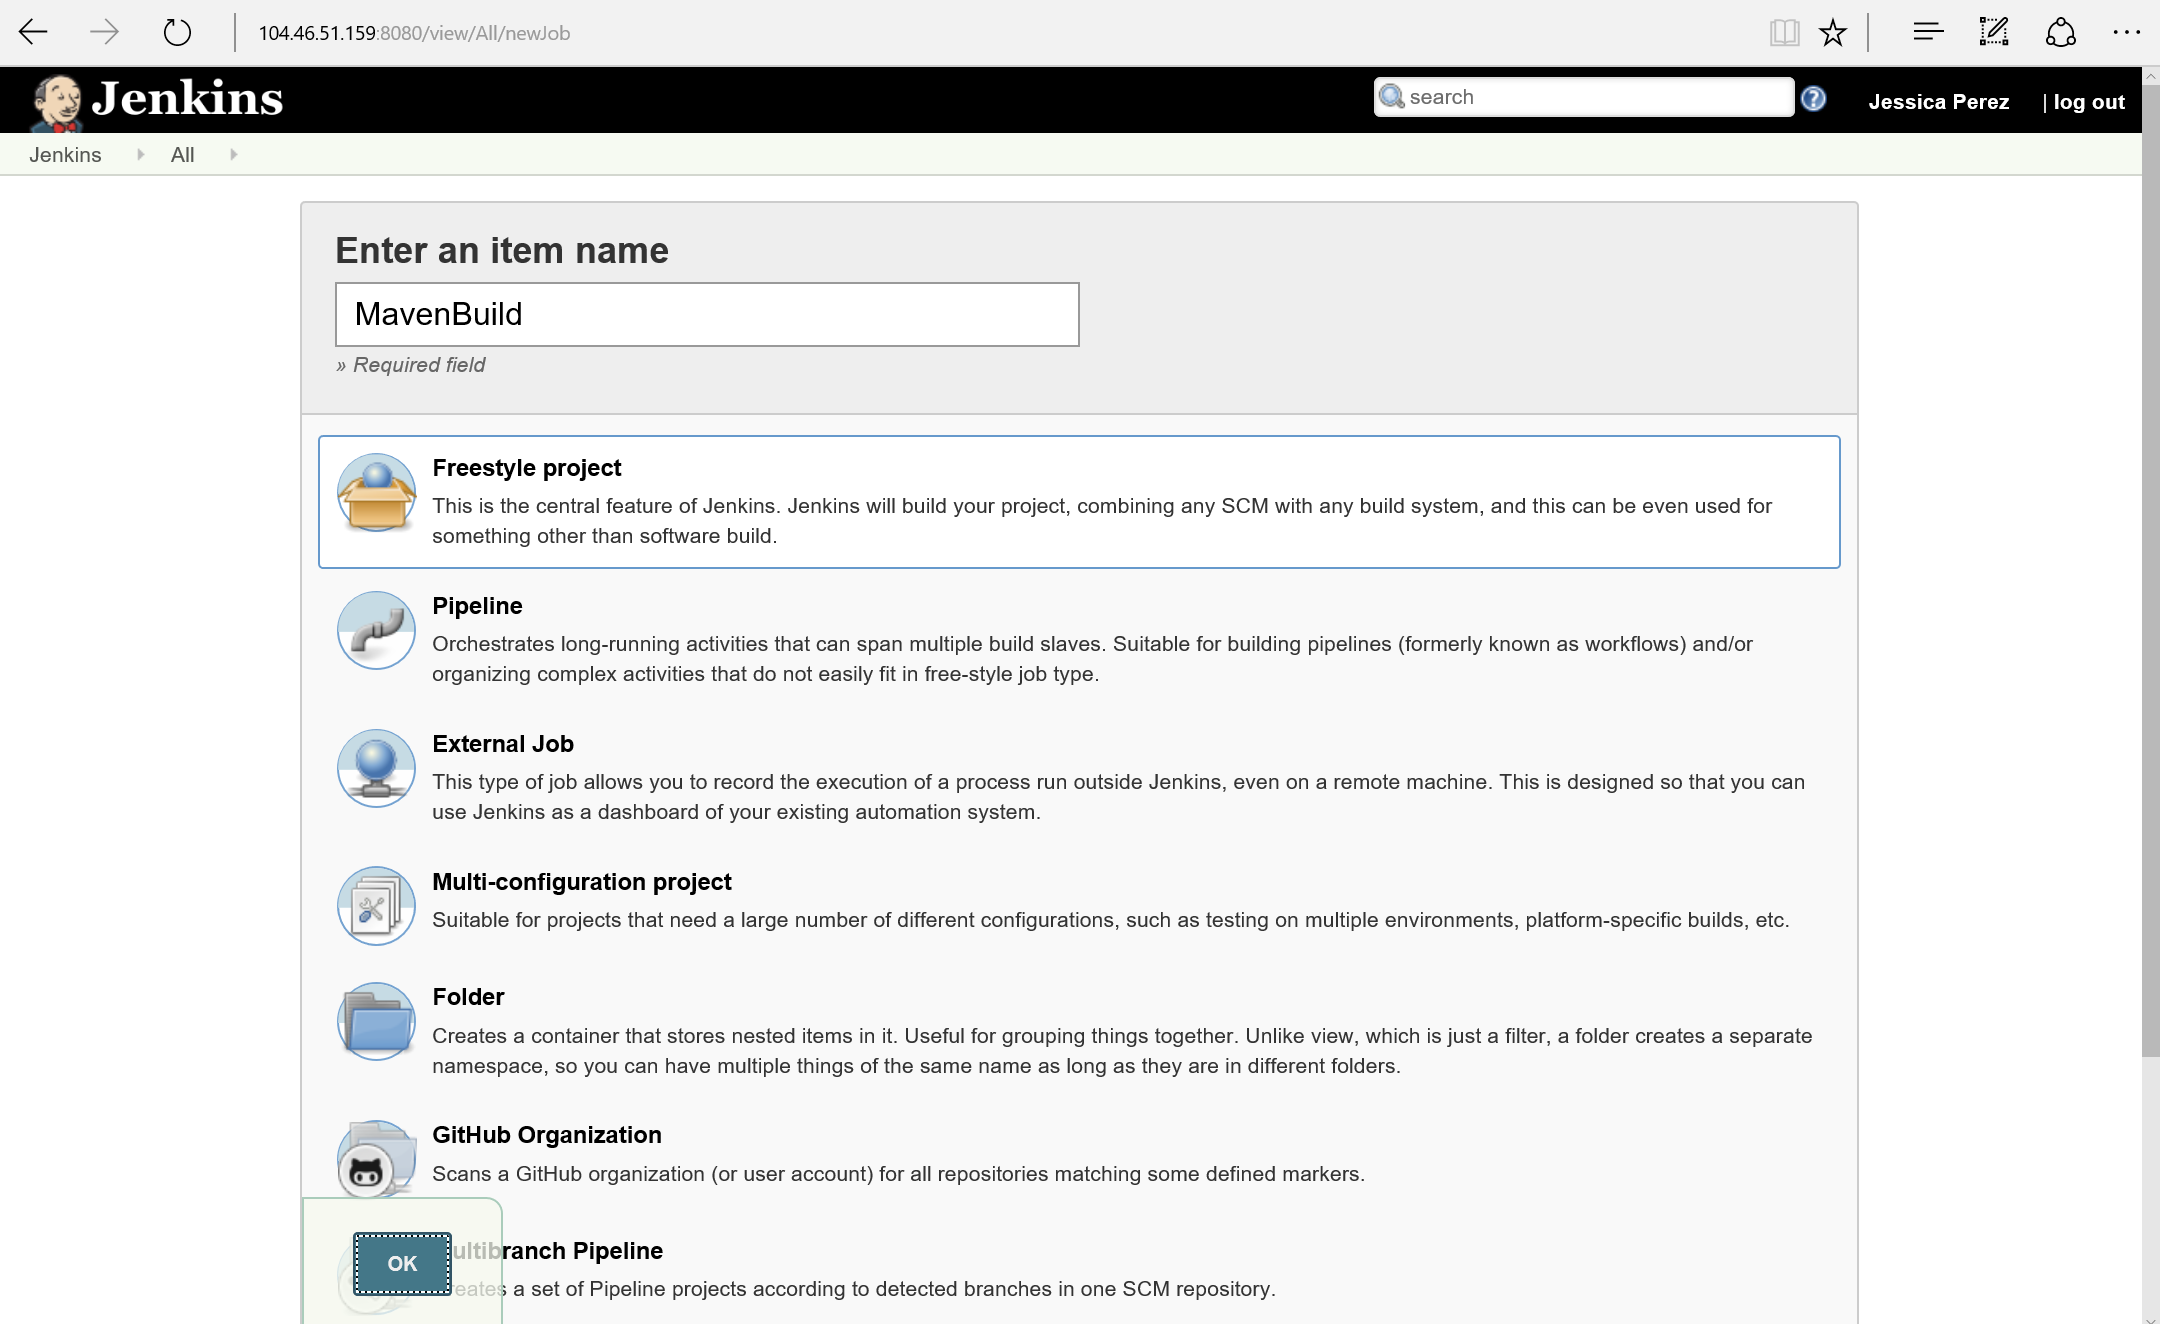 104.46.51.159:8080/view/All/newJob
Jenkins
search
? Jessica Perez | log out
Jenkins All
Enter an item name
MavenBuild
» Required field
Freestyle project
This is the central feature of Jenkins. Jenkins will build your project, combining any SCM with any build system, and this can be even used for
something other than software build.
Pipeline
Orchestrates long-running activities that can span multiple build slaves. Suitable for building pipelines (formerly known as workflows) and/or
organizing complex activities that do not easily fit in free-style job type.
External Job
This type of job allows you to record the execution of a process run outside Jenkins, even on a remote machine. This is designed so that you can
use Jenkins as a dashboard of your existing automation system.
Multi-configuration project
Suitable for projects that need a large number of different configurations, such as testing on multiple environments, platform-specific builds, etc.
Folder
Creates a container that stores nested items in it. Useful for grouping things together. Unlike view, which is just a filter, a folder creates a separate
namespace, so you can have multiple things of the same name as long as they are in different folders.
GitHub Organization
Scans a GitHub organization (or user account) for all repositories matching some defined markers.
ultibranch Pipeline
OK
eates a set of Pipeline projects according to detected branches in one SCM repository.